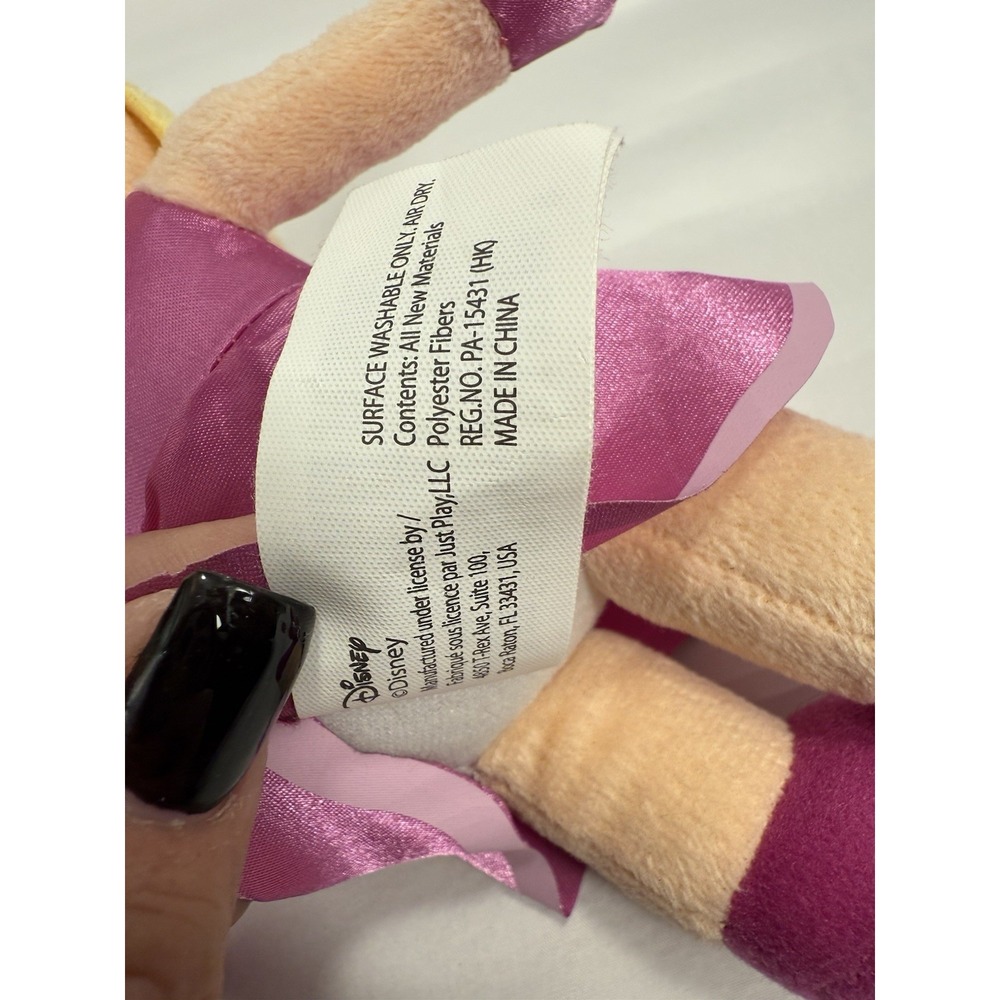 SURFACE WASHABLE ONLY. AIR DRY.
Contents: All New Materials
Polyester Fibers
REG.NO. PA-15431 (HK)
MADE IN CHINA
DISNEY
©Disney
Manufactured under license by /
Fabriqué sous licence par Just Play,LLC
4850 T-Rex Ave, Suite 100,
Boca Raton, FL 33431, USA